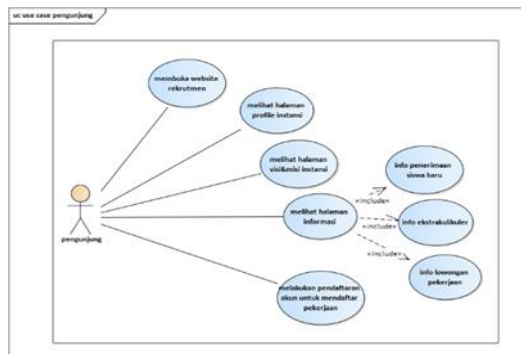 uc use case pengunjung
membuka website
rekrutmen
melihat halaman
profile instansi
melihat halaman
visi&misi instansi
melihat halaman
informasi
melakukan pendaftaran
akun untuk mendaftar
pekerjaan
pengunjung
info penerimaan
siswa baru
«include»
info ekstrakulikuler
«include»
info lowongan
pekerjaan
«include»